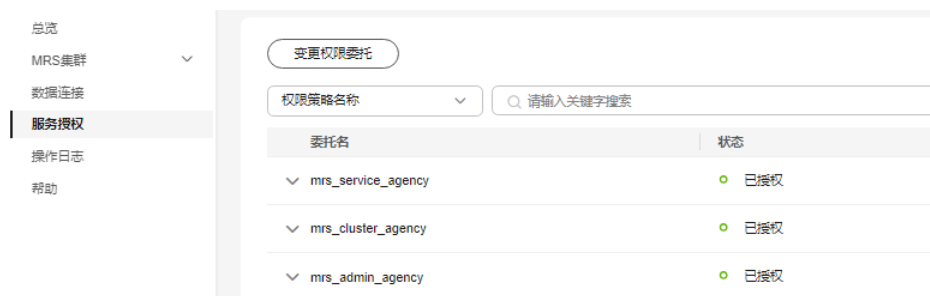 总览
MRS集群
数据连接
服务授权
操作日志
帮助
变更权限委托
权限策略名称
请输入关键字搜索
委托名 状态
mrs_service_agency 已授权
mrs_cluster_agency 已授权
mrs_admin_agency 已授权